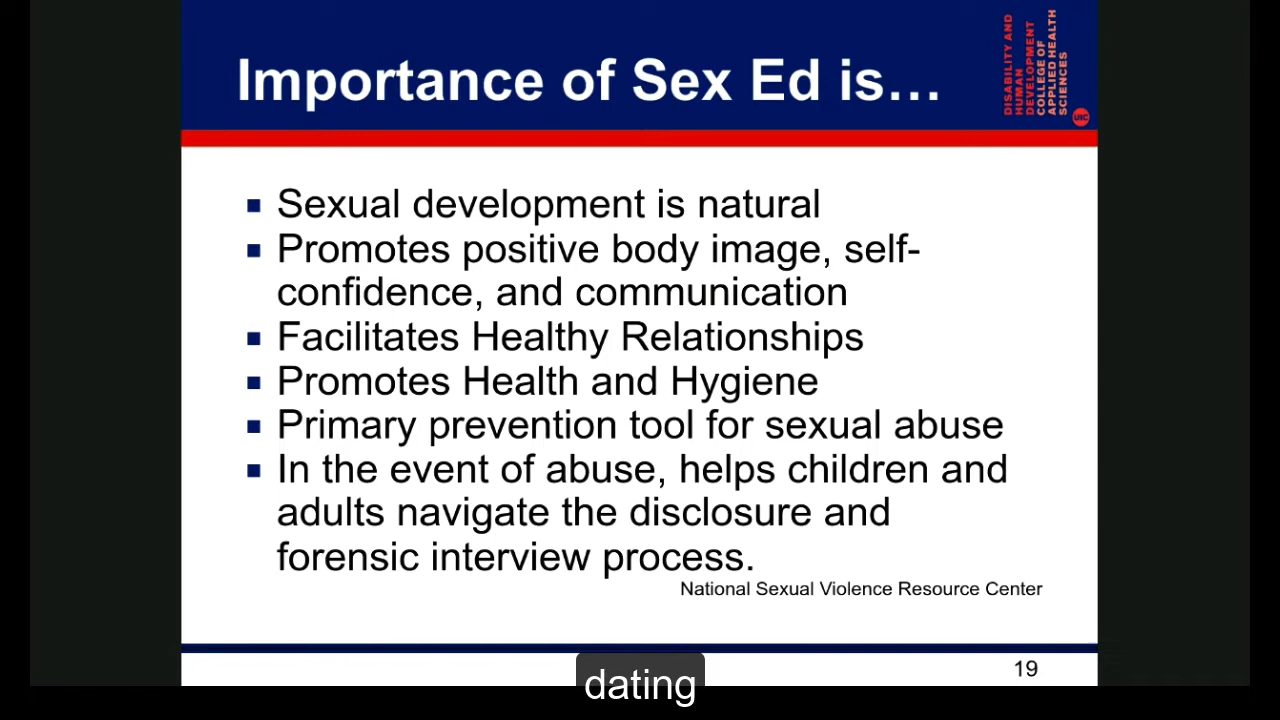 Importance of Sex Ed is…
DISABILITY AND
HUMAN
DEVELOPMENT
COLLEGE OF
APPLIED HEALTH
SCIENCES
UIC
Sexual development is natural
Promotes positive body image, self-
confidence, and communication
Facilitates Healthy Relationships
Promotes Health and Hygiene
Primary prevention tool for sexual abuse
In the event of abuse, helps children and
adults navigate the disclosure and
forensic interview process.
National Sexual Violence Resource Center
19
dating